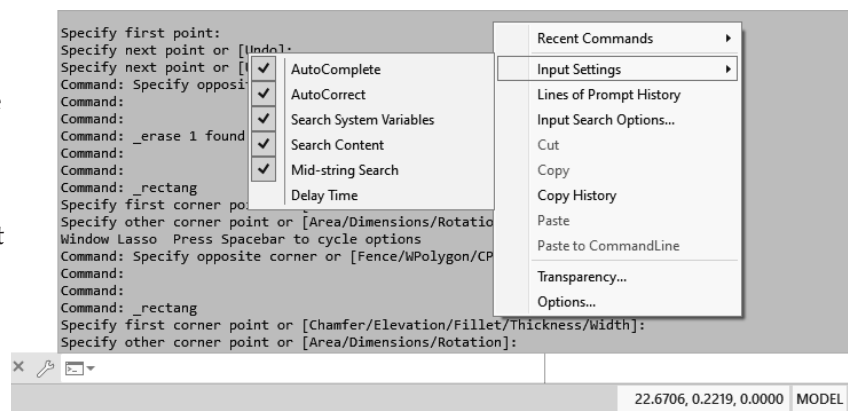 Specify first point:
Specify next point or [Undo]:
Specify next point or [
Command: Specify opposi
Command:
Command:
Command: _erase 1 found
Command:
Command:
Command: _rectang
Specify first corner po
Specify other corner point or [Area/Dimensions/Rotatio
Window Lasso Press Spacebar to cycle options
Command: Specify opposite corner or [Fence/WPolygon/CP
Command:
Command:
Command: _rectang
Specify first corner point or [Chamfer/Elevation/Fillet/Thickness/Width]:
Specify other corner point or [Area/Dimensions/Rotation]:
AutoComplete
AutoCorrect
Search System Variables
Search Content
Mid-string Search
Delay Time
Recent Commands
Input Settings
Lines of Prompt History
Input Search Options...
Cut
Copy
Copy History
Paste
Paste to CommandLine
Transparency...
Options...
22.6706, 0.2219, 0.0000 MODEL